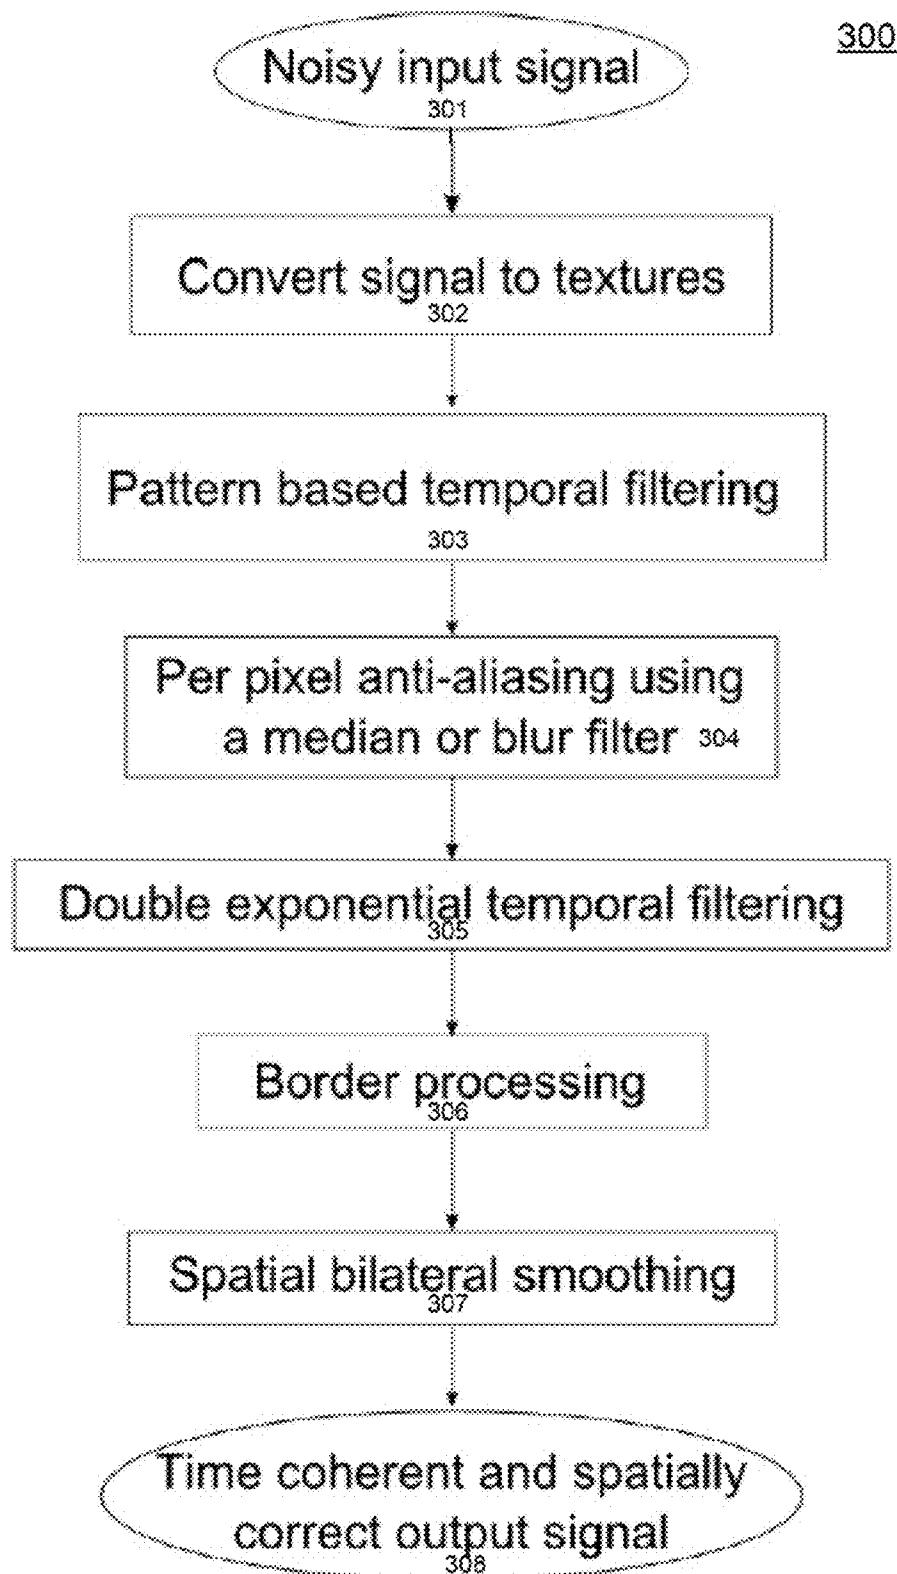 300
Noisy input signal
301
Convert signal to textures
302
Pattern based temporal filtering
303
Per pixel anti-aliasing using
a median or blur filter 304
Double exponential temporal filtering
305
Border processing
306
Spatial bilateral smoothing
307
Time coherent and spatially
correct output signal
308